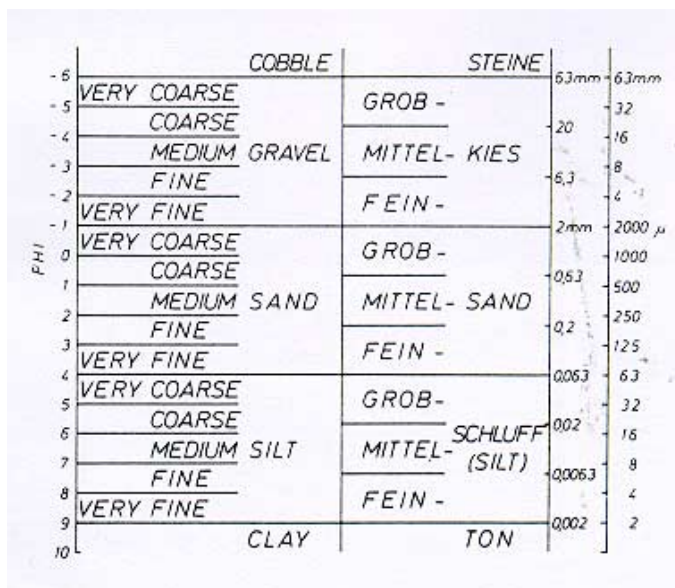 COBBLE STEINE
- 6 63mm 63mm
VERY COARSE
GROB -
- 5 32
COARSE
20
- 4 16
MEDIUM GRAVEL MITTEL- KIES
- 3 8
FINE
6,3
- 2 4
FEIN -
VERY FINE
- 1 2mm 2000 μ
VERY COARSE
GROB -
PHI
0 1000
COARSE
0,53
1 500
MEDIUM SAND MITTEL- SAND
2 250
FINE
0,2
3 125
FEIN -
VERY FINE
4 0,063 63
VERY COARSE
GROB-
5 32
COARSE
0,02
6 16
MEDIUM SILT MITTEL- SCHLUFF
(SILT)
7 8
FINE
0,0063
8 4
FEIN -
VERY FINE
9 0,002 2
CLAY TON
10